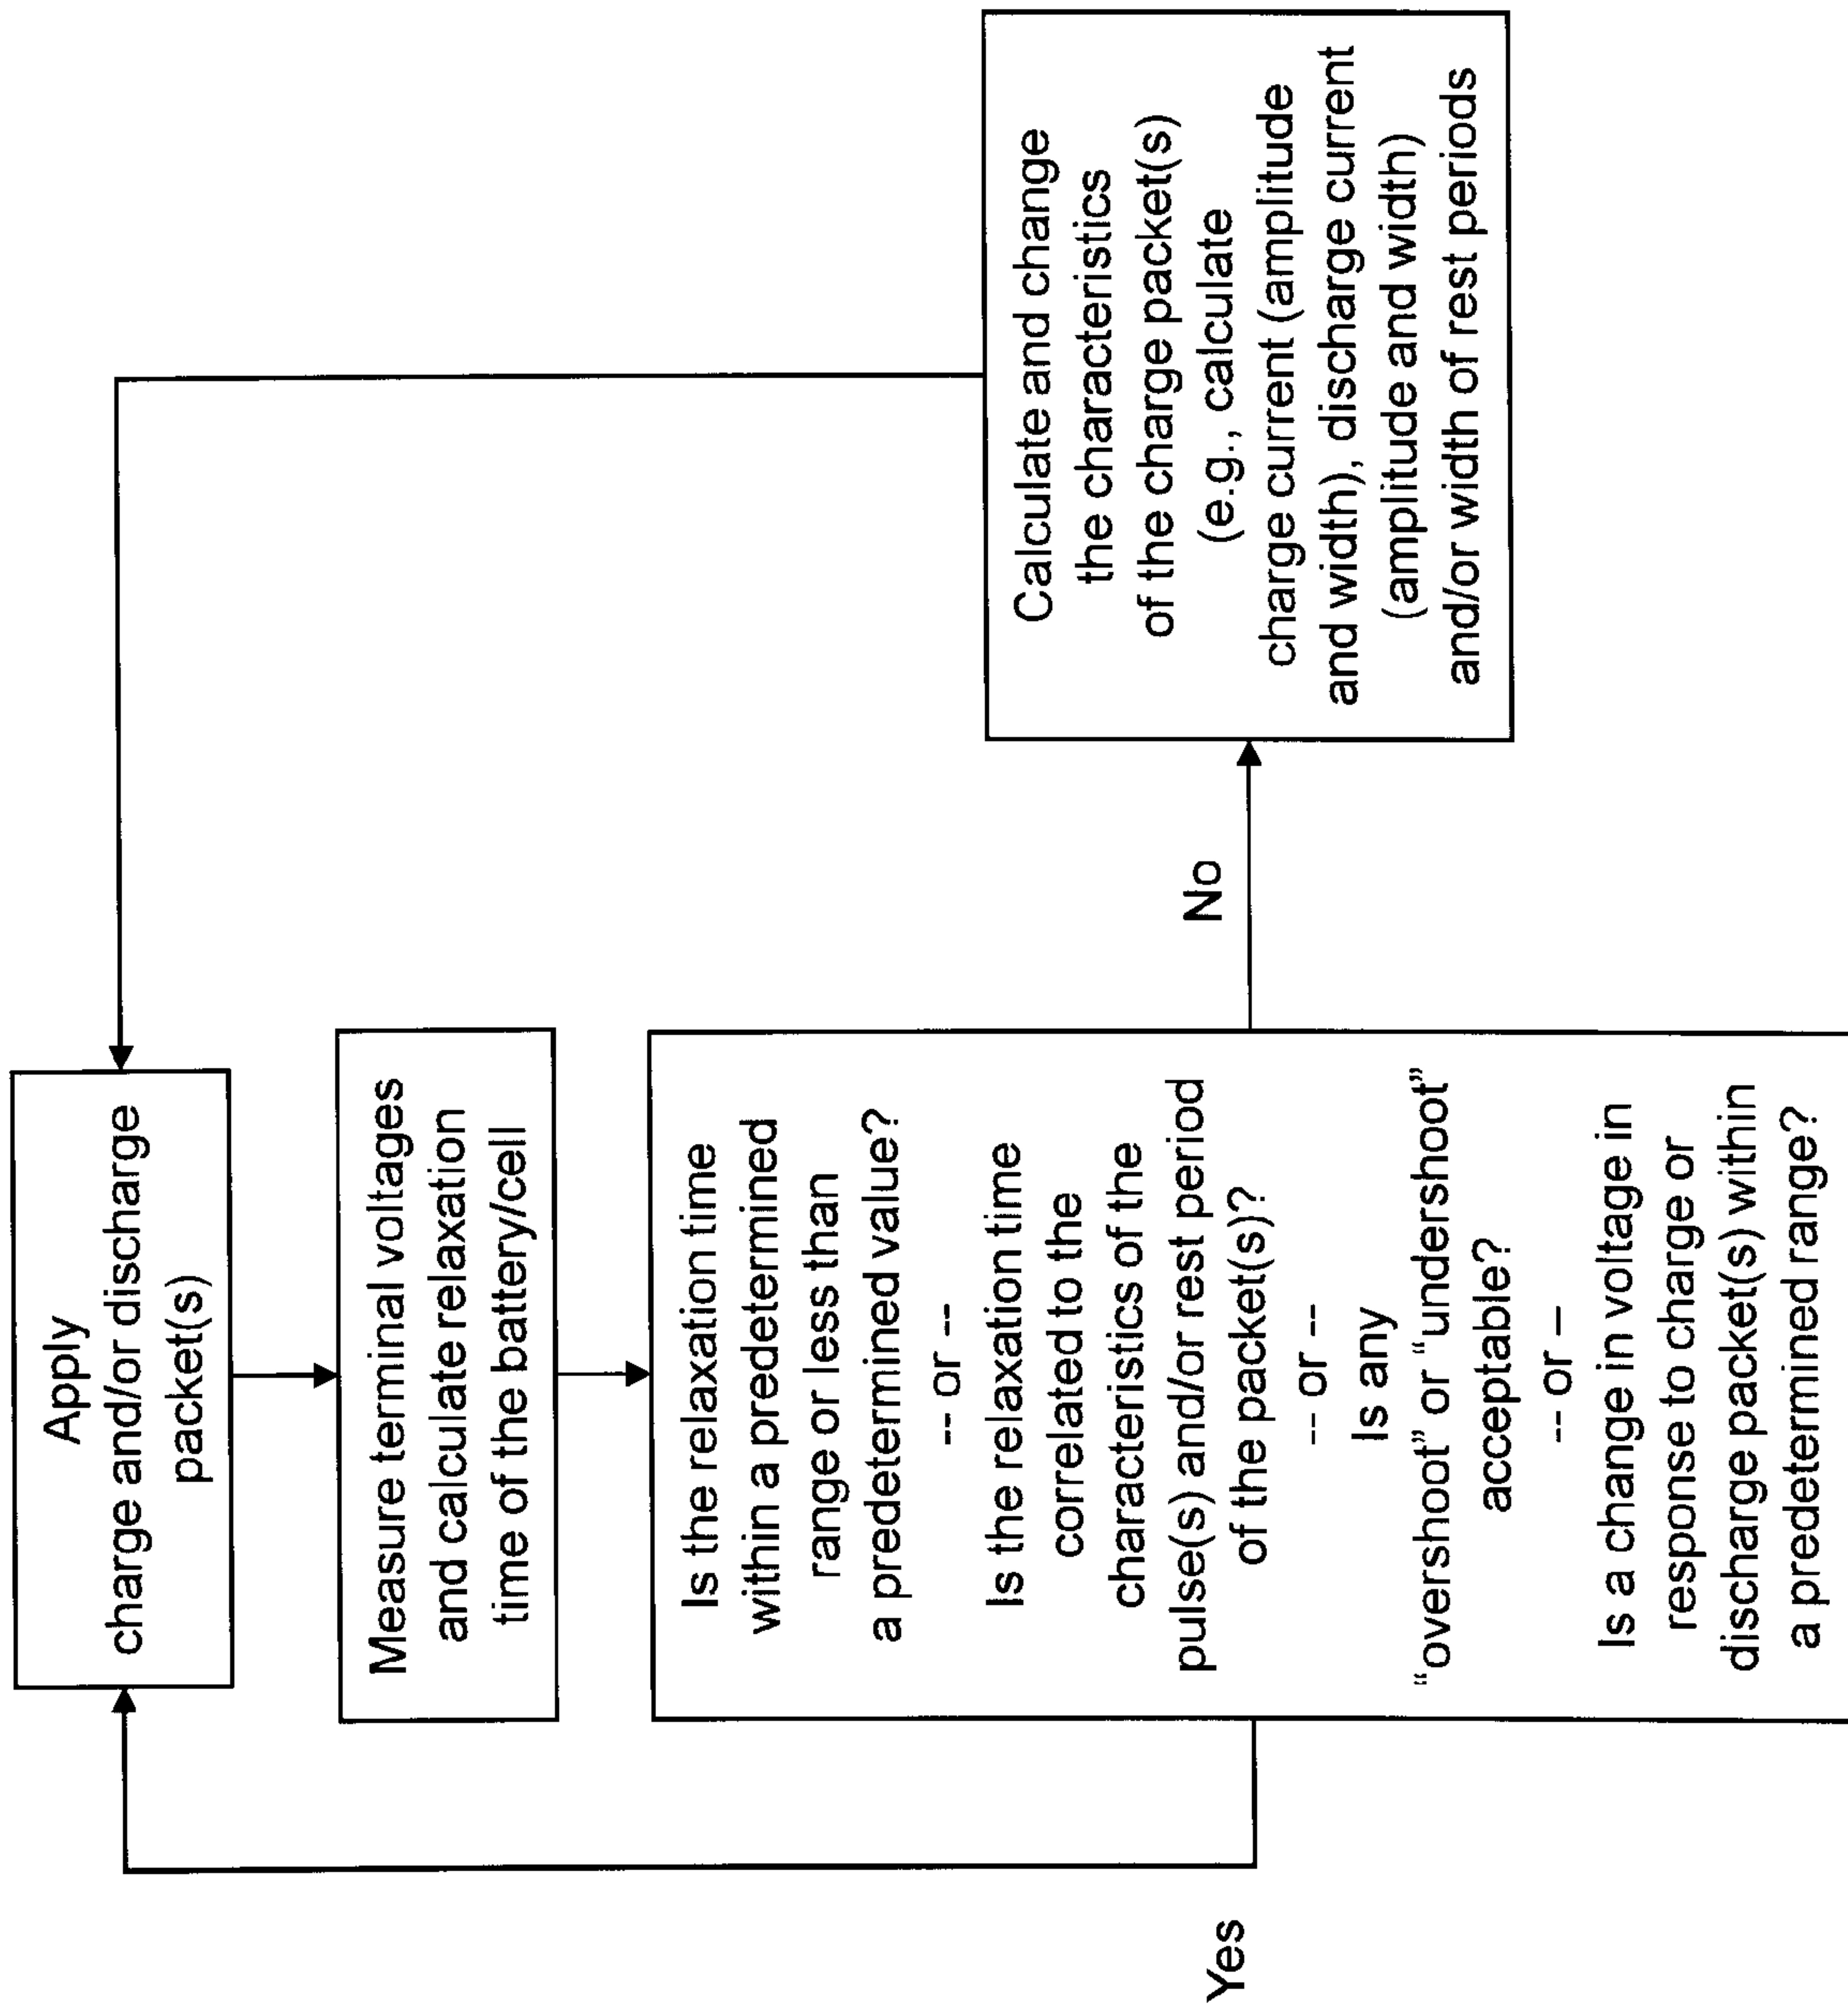 Apply
charge and/or discharge
packet(s)
Measure terminal voltages
and calculate relaxation
time of the battery/cell
Is the relaxation time
within a predetermined
range or less than
a predetermined value?
-- or --
Is the relaxation time
correlated to the
characteristics of the
pulse(s) and/or rest period
of the packet(s)?
-- or --
Is any
“overshoot” or “undershoot”
acceptable?
-- or –
Is a change in voltage in
response to charge or
discharge packet(s) within
a predetermined range?
Yes
No
Calculate and change
the characteristics
of the charge packet(s)
(e.g., calculate
charge current (amplitude
and width), discharge current
(amplitude and width)
and/or width of rest periods